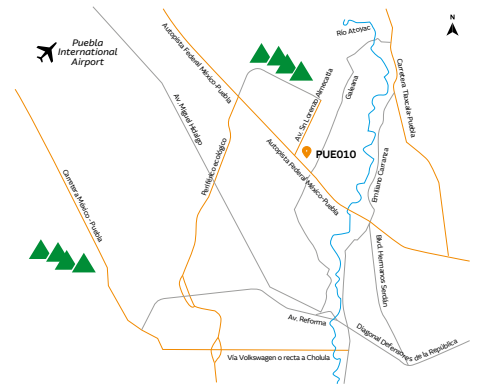 N
Río Atoyac
Puebla
International
Airport
Autopista Federal México-Puebla
Carretera Tlaxcala-Puebla
Galeana
Av. Sn Lorenzo Almecatla
Av. Miguel Hidalgo
PUE010
Periférico ecológico
Autopista Federal México-Puebla
Emiliano Carranza
Carretera México - Puebla
Blvd. Hermanos Serdán
Av. Reforma
Diagonal Defensores de la República
Vía Volkswagen o recta a Cholula